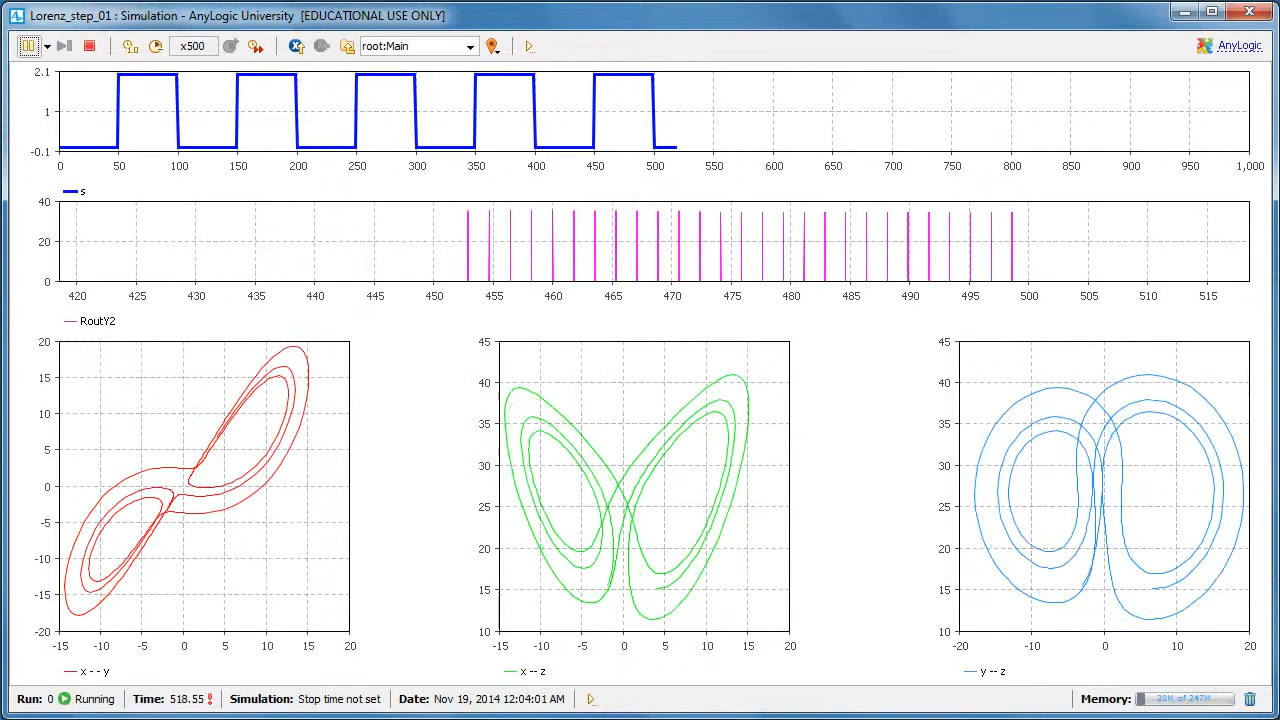 Lorenz_step_01 : Simulation - AnyLogic University [EDUCATIONAL USE ONLY]
x500 root:Main AnyLogic
2.1
1
-0.1
0 50 100 150 200 250 300 350 400 450 500 550 600 650 700 750 800 850 900 950 1,000
s
40
20
0
420 425 430 435 440 445 450 455 460 465 470 475 480 485 490 495 500 505 510 515
RoutY2
20
15
10
5
0
-5
-10
-15
-20
-15 -10 -5 0 5 10 15 20
x -- y
45
40
35
30
25
20
15
10
-15 -10 -5 0 5 10 15 20
x -- z
45
40
35
30
25
20
15
10
-20 -10 0 10 20
y -- z
Run: 0 Running Time: 518.55 Simulation: Stop time not set Date: Nov 19, 2014 12:04:01 AM Memory: 20M of 247M